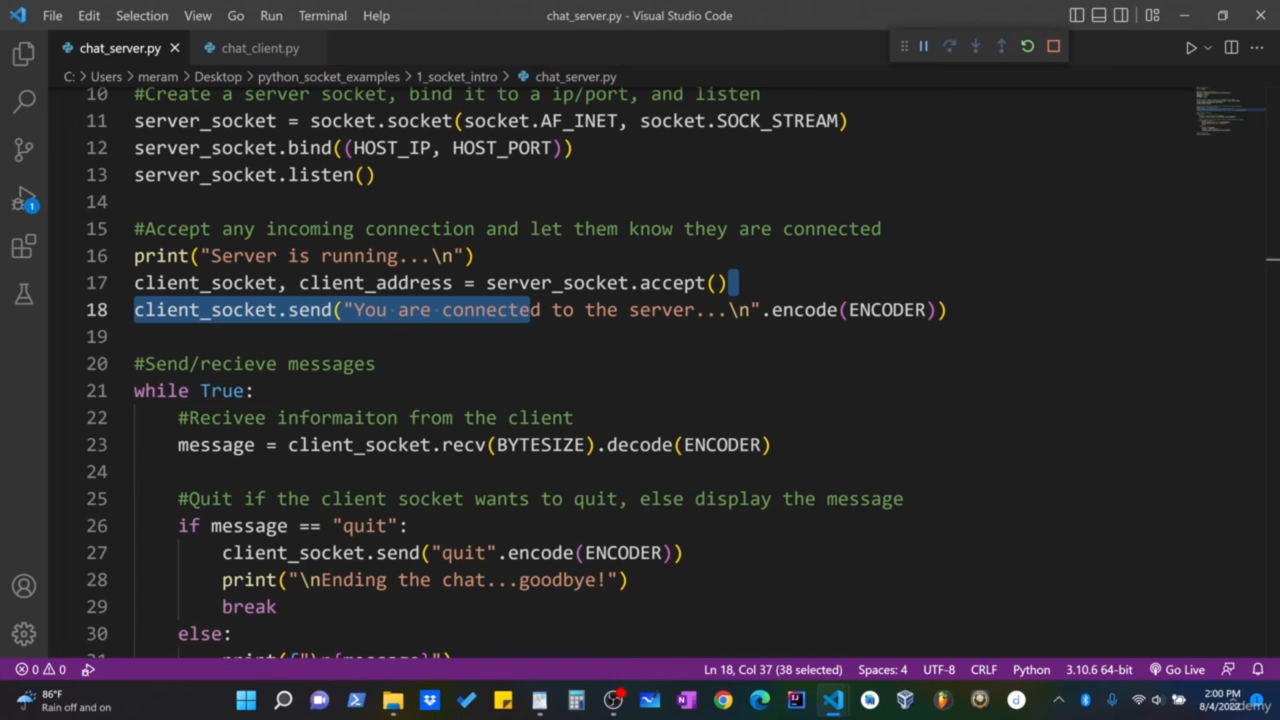 File Edit Selection View Go Run Terminal Help chat_server.py - Visual Studio Code
chat_server.py chat_client.py
C: > Users > meram > Desktop > python_socket_examples > 1_socket_intro > chat_server.py
10 #Create a server socket, bind it to a ip/port, and listen
11 server_socket = socket.socket(socket.AF_INET, socket.SOCK_STREAM)
12 server_socket.bind((HOST_IP, HOST_PORT))
13 server_socket.listen()
14
15 #Accept any incoming connection and let them know they are connected
16 print("Server is running...\n")
17 client_socket, client_address = server_socket.accept()
18 client_socket.send("You are connected to the server...\n".encode(ENCODER))
19
20 #Send/recieve messages
21 while True:
22 #Recivee informaiton from the client
23 message = client_socket.recv(BYTESIZE).decode(ENCODER)
24
25 #Quit if the client socket wants to quit, else display the message
26 if message == "quit":
27 client_socket.send("quit".encode(ENCODER))
28 print("\nEnding the chat...goodbye!")
29 break
30 else:
31 print(f"\n{message}")
1
0 0 Ln 18, Col 37 (38 selected) Spaces: 4 UTF-8 CRLF Python 3.10.6 64-bit Go Live
86°F
Rain off and on
2:00 PM
8/4/2022